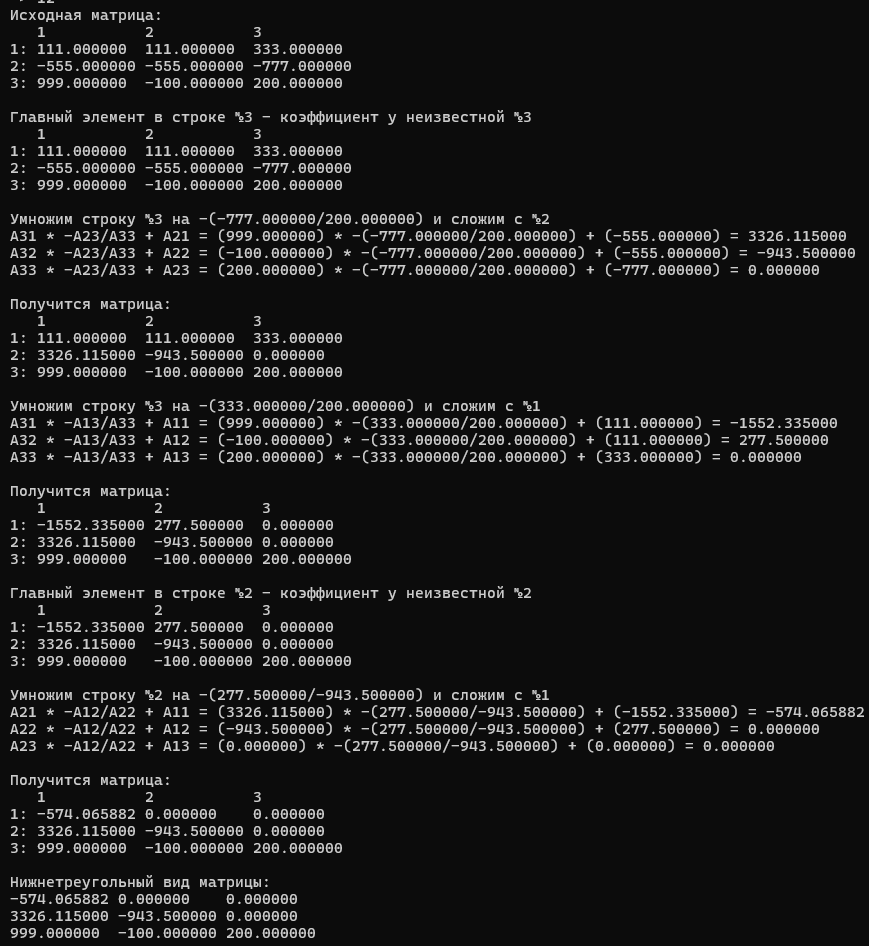 Исходная матрица:
1 2 3
1: 111.000000 111.000000 333.000000
2: -555.000000 -555.000000 -777.000000
3: 999.000000 -100.000000 200.000000
Главный элемент в строке №3 - коэффициент у неизвестной №3
1 2 3
1: 111.000000 111.000000 333.000000
2: -555.000000 -555.000000 -777.000000
3: 999.000000 -100.000000 200.000000
Умножим строку №3 на -(-777.000000/200.000000) и сложим с №2
A31 * -A23/A33 + A21 = (999.000000) * -(-777.000000/200.000000) + (-555.000000) = 3326.115000
A32 * -A23/A33 + A22 = (-100.000000) * -(-777.000000/200.000000) + (-555.000000) = -943.500000
A33 * -A23/A33 + A23 = (200.000000) * -(-777.000000/200.000000) + (-777.000000) = 0.000000
Получится матрица:
1 2 3
1: 111.000000 111.000000 333.000000
2: 3326.115000 -943.500000 0.000000
3: 999.000000 -100.000000 200.000000
Умножим строку №3 на -(333.000000/200.000000) и сложим с №1
A31 * -A13/A33 + A11 = (999.000000) * -(333.000000/200.000000) + (111.000000) = -1552.335000
A32 * -A13/A33 + A12 = (-100.000000) * -(333.000000/200.000000) + (111.000000) = 277.500000
A33 * -A13/A33 + A13 = (200.000000) * -(333.000000/200.000000) + (333.000000) = 0.000000
Получится матрица:
1 2 3
1: -1552.335000 277.500000 0.000000
2: 3326.115000 -943.500000 0.000000
3: 999.000000 -100.000000 200.000000
Главный элемент в строке №2 - коэффициент у неизвестной №2
1 2 3
1: -1552.335000 277.500000 0.000000
2: 3326.115000 -943.500000 0.000000
3: 999.000000 -100.000000 200.000000
Умножим строку №2 на -(277.500000/-943.500000) и сложим с №1
A21 * -A12/A22 + A11 = (3326.115000) * -(277.500000/-943.500000) + (-1552.335000) = -574.065882
A22 * -A12/A22 + A12 = (-943.500000) * -(277.500000/-943.500000) + (277.500000) = 0.000000
A23 * -A12/A22 + A13 = (0.000000) * -(277.500000/-943.500000) + (0.000000) = 0.000000
Получится матрица:
1 2 3
1: -574.065882 0.000000 0.000000
2: 3326.115000 -943.500000 0.000000
3: 999.000000 -100.000000 200.000000
Нижнетреугольный вид матрицы:
-574.065882 0.000000 0.000000
3326.115000 -943.500000 0.000000
999.000000 -100.000000 200.000000